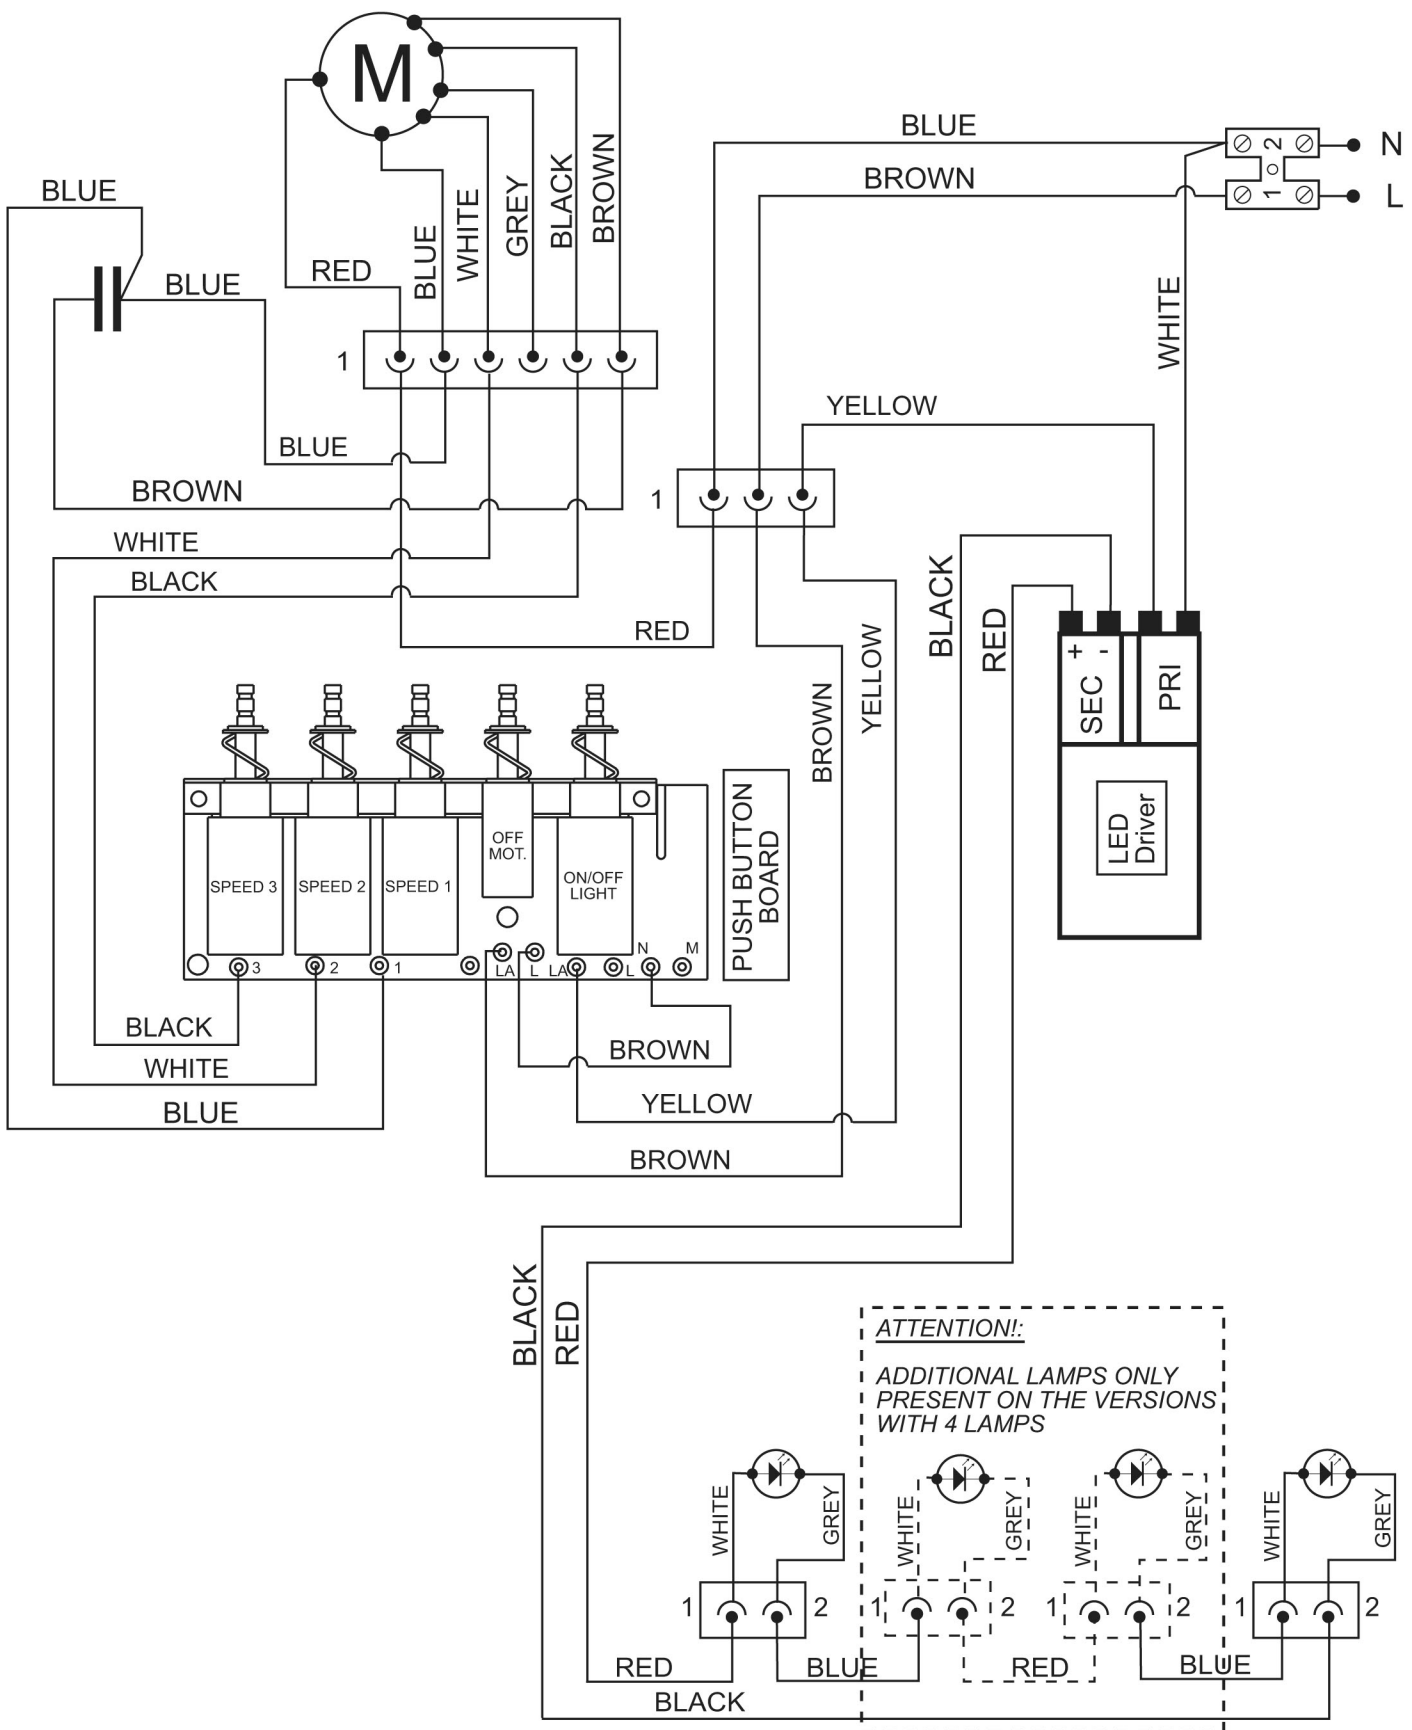 M
BLUE
N
BROWN
L
2
1
BLUE
BLUE
RED
BLUE
WHITE
GREY
BLACK
BROWN
WHITE
1
YELLOW
BLUE
BROWN
1
WHITE
BLACK
BLACK
RED
RED
YELLOW
BROWN
+ -
SEC
PRI
LED
Driver
PUSH BUTTON
BOARD
OFF
MOT.
SPEED 3
SPEED 2
SPEED 1
ON/OFF
LIGHT
N
M
3
2
1
LA
L
LA
L
BLACK
BROWN
WHITE
YELLOW
BLUE
BROWN
BLACK
RED
ATTENTION!:
ADDITIONAL LAMPS ONLY
PRESENT ON THE VERSIONS
WITH 4 LAMPS
WHITE
GREY
WHITE
GREY
WHITE
GREY
WHITE
GREY
1
2
1
2
1
2
1
2
RED
BLUE
RED
BLUE
BLACK